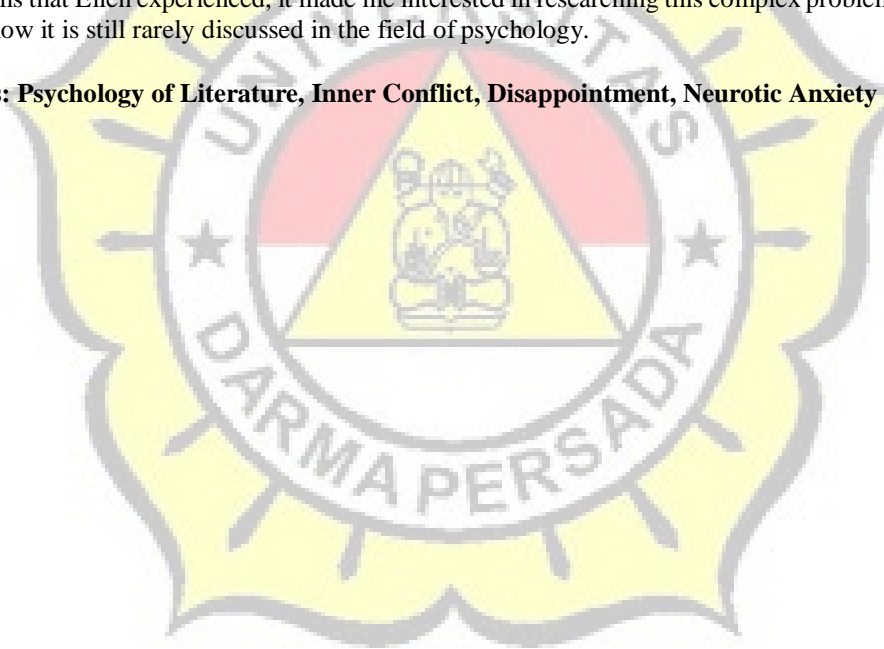 ns that Ellen experienced, it made me interested in researching this complex problem
ow it is still rarely discussed in the field of psychology.
s: Psychology of Literature, Inner Conflict, Disappointment, Neurotic Anxiety
UNIVERSITAS
DARMA PERSADA